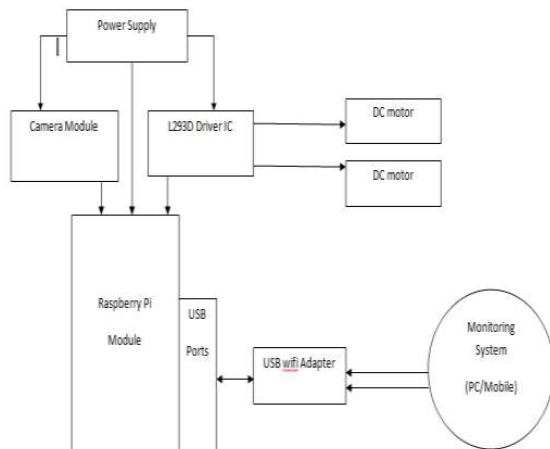 Power Supply
Camera Module
L293D Driver IC
DC motor
DC motor
Raspberry Pi
Module
USB
Ports
USB wifi Adapter
Monitoring
System
(PC/Mobile)